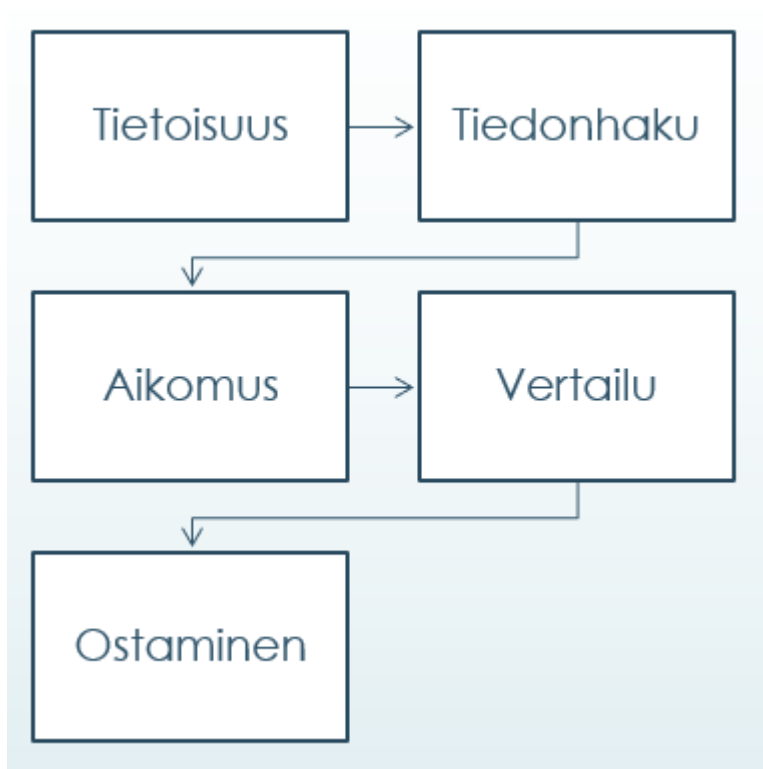 Tietoisuus
Tiedonhaku
Aikomus
Vertailu
Ostaminen